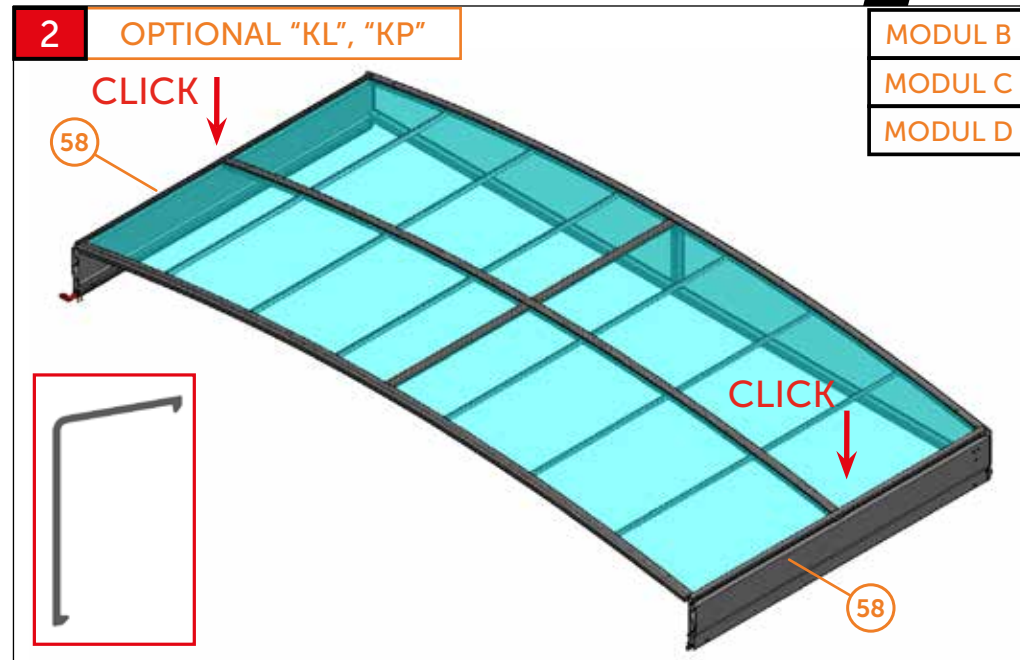 2
OPTIONAL “KL”, “KP”
MODUL B
MODUL C
MODUL D
CLICK
58
CLICK
58